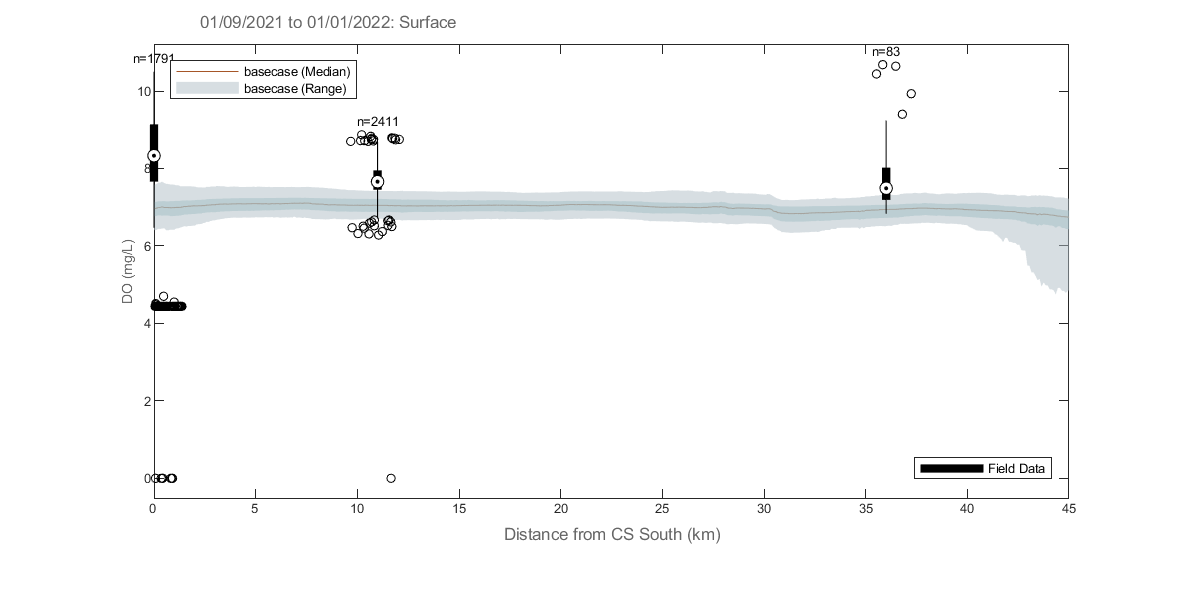 01/09/2021 to 01/01/2022: Surface
n=1791
n=2411
n=83
basecase (Median)
basecase (Range)
10
8
6
4
2
0
DO (mg/L)
Field Data
0 5 10 15 20 25 30 35 40 45
Distance from CS South (km)